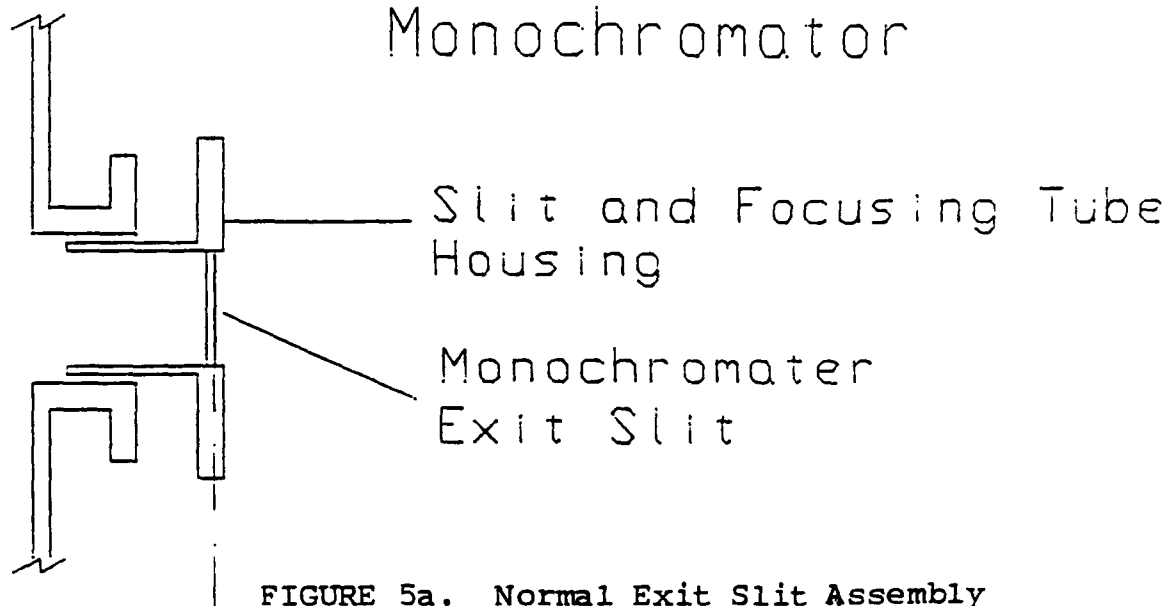 Monochromator
Slit and Focusing Tube
Housing
Monochromater
Exit Slit
FIGURE 5a. Normal Exit Slit Assembly